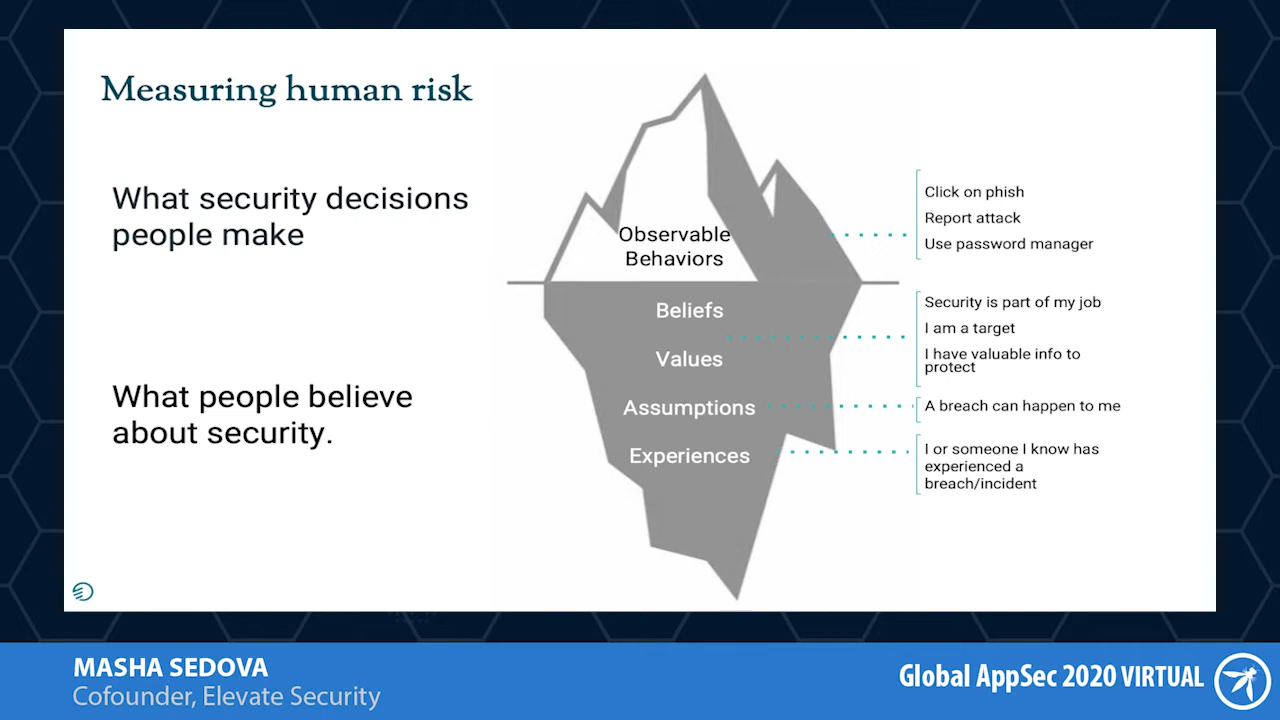 Measuring human risk
What security decisions
people make
What people believe
about security.
Observable
Behaviors
Beliefs
Values
Assumptions
Experiences
Click on phish
Report attack
Use password manager
Security is part of my job
I am a target
I have valuable info to
protect
A breach can happen to me
I or someone I know has
experienced a
breach/incident
MASHA SEDOVA
Cofounder, Elevate Security
Global AppSec 2020 VIRTUAL